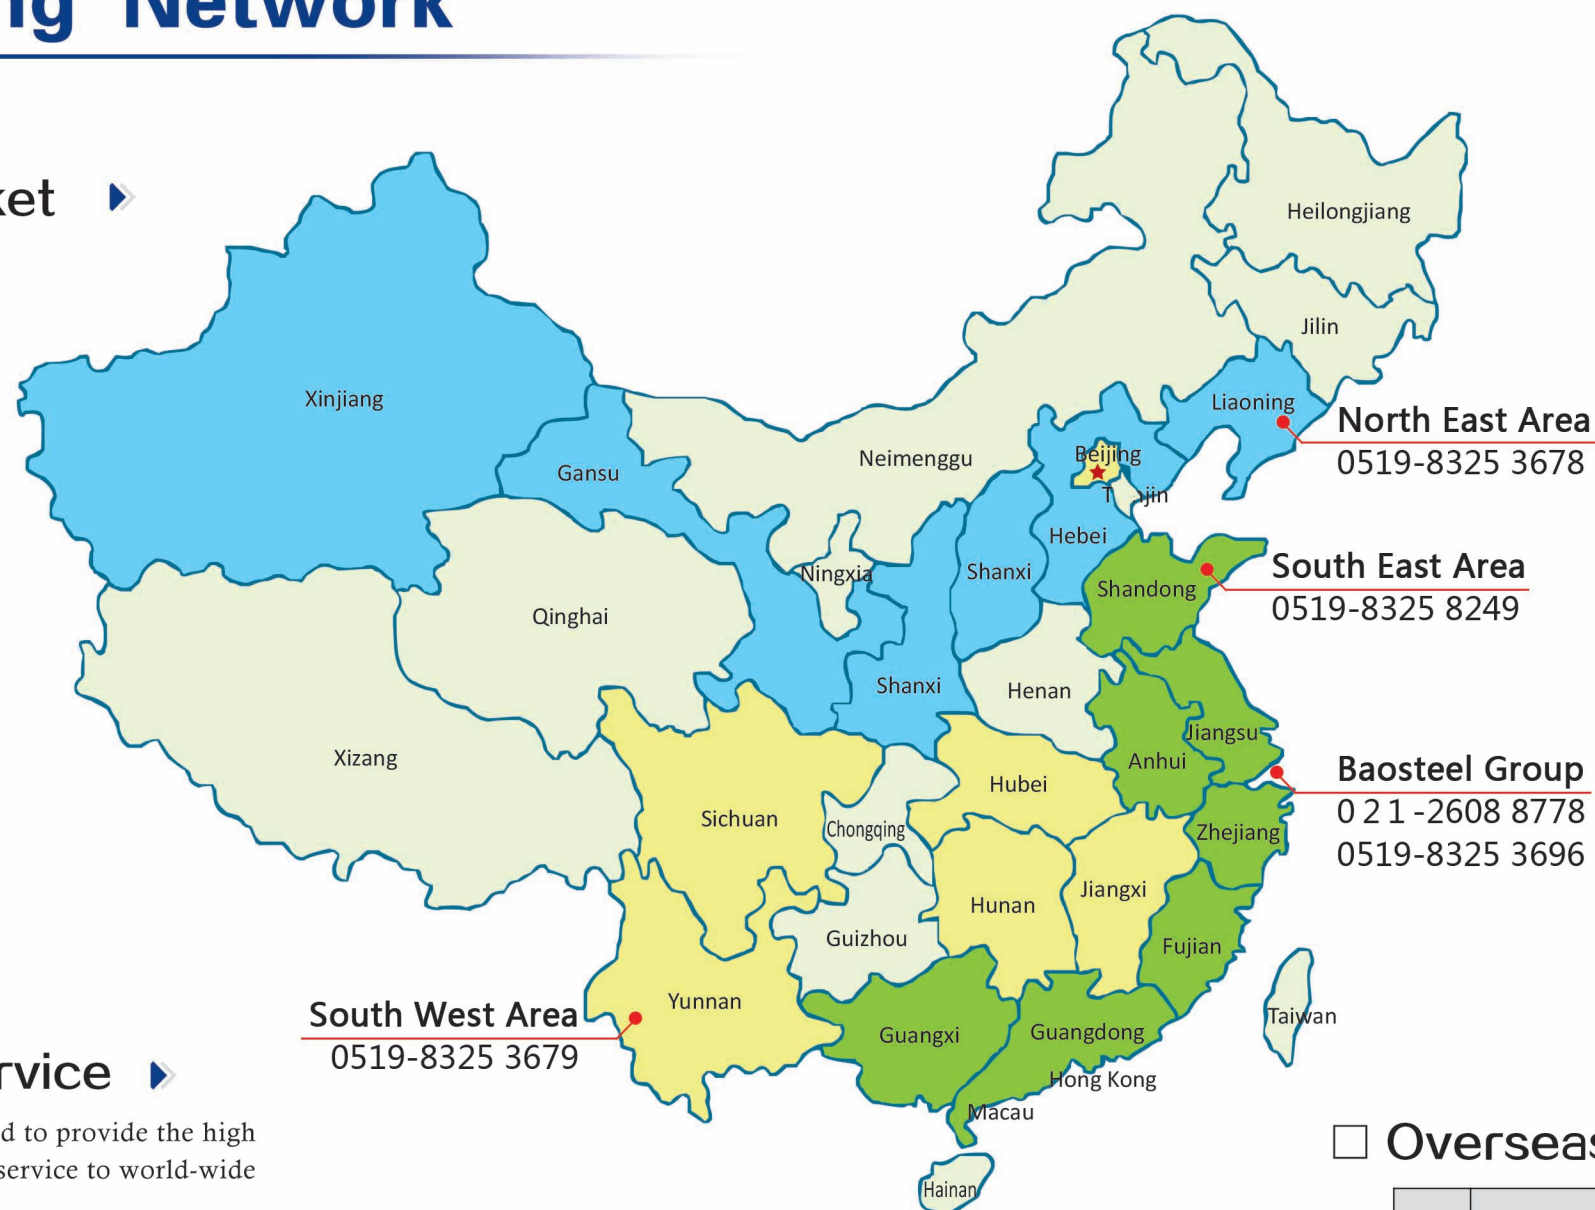 ng Network
ket
Heilongjiang
Jilin
Xinjiang
Liaoning
North East Area
0519-8325 3678
Neimenggu
Beijing
Gansu
T jin
Hebei
Shanxi
Ningxia
South East Area
0519-8325 8249
Shandong
Qinghai
Shanxi
Henan
Xizang
Jiangsu
Anhui
Baosteel Group
021-2608 8778
0519-8325 3696
Hubei
Sichuan
Chongqing
Zhejiang
Jiangxi
Hunan
Guizhou
Fujian
Yunnan
South West Area
0519-8325 3679
Taiwan
Guangxi
Guangdong
Hong Kong
Macau
rvice
d to provide the high
service to world-wide
Overseas
Hainan